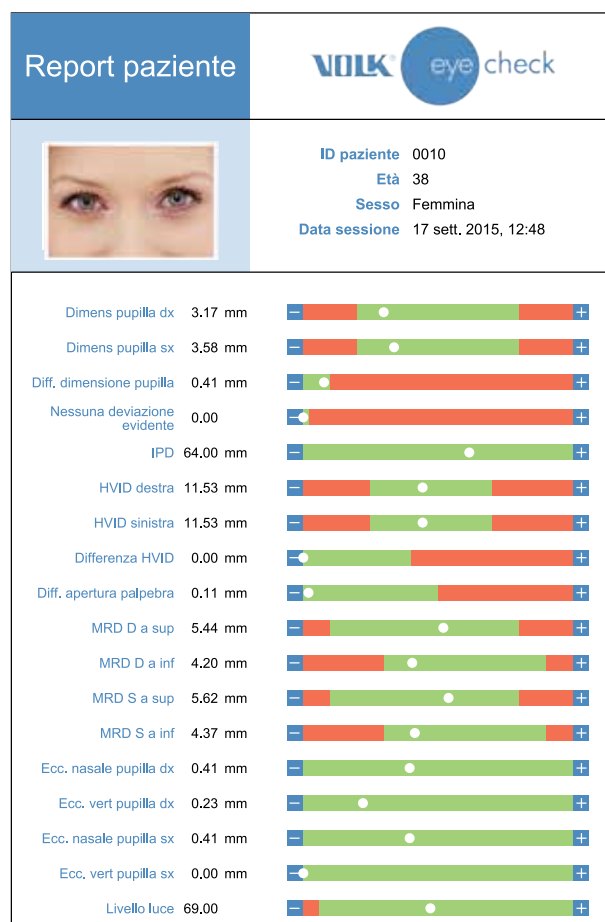 Report paziente
VOLK eye check
ID paziente 0010
Età 38
Sesso Femmina
Data sessione 17 sett. 2015, 12:48
Dimens pupilla dx 3.17 mm
Dimens pupilla sx 3.58 mm
Diff. dimensione pupilla 0.41 mm
Nessuna deviazione
evidente 0.00
IPD 64.00 mm
HVID destra 11.53 mm
HVID sinistra 11.53 mm
Differenza HVID 0.00 mm
Diff. apertura palpebra 0.11 mm
MRD D a sup 5.44 mm
MRD D a inf 4.20 mm
MRD S a sup 5.62 mm
MRD S a inf 4.37 mm
Ecc. nasale pupilla dx 0.41 mm
Ecc. vert pupilla dx 0.23 mm
Ecc. nasale pupilla sx 0.41 mm
Ecc. vert pupilla sx 0.00 mm
Livello luce 69.00